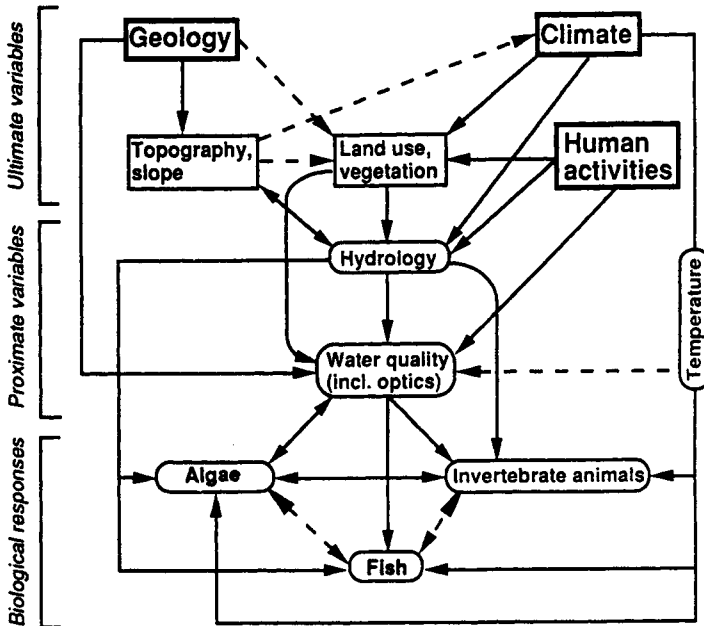 Ultimate variables
Geology
Climate
Topography,
slope
Land use,
vegetation
Human
activities
Proximate variables
Hydrology
Temperature
Water quality
(incl. optics)
Biological responses
Algae
Invertebrate animals
Fish